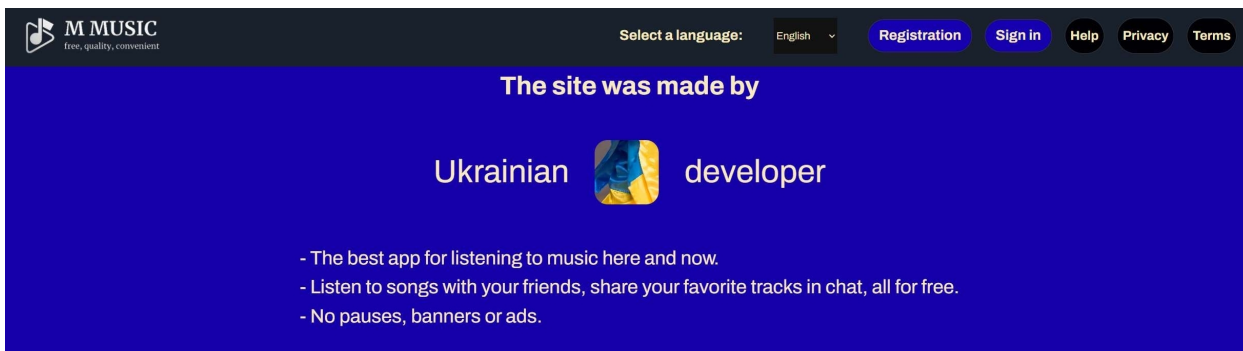 M MUSIC
free, quality, convenient
Select a language: English Registration Sign in Help Privacy Terms
The site was made by
Ukrainian developer
- The best app for listening to music here and now.
- Listen to songs with your friends, share your favorite tracks in chat, all for free.
- No pauses, banners or ads.